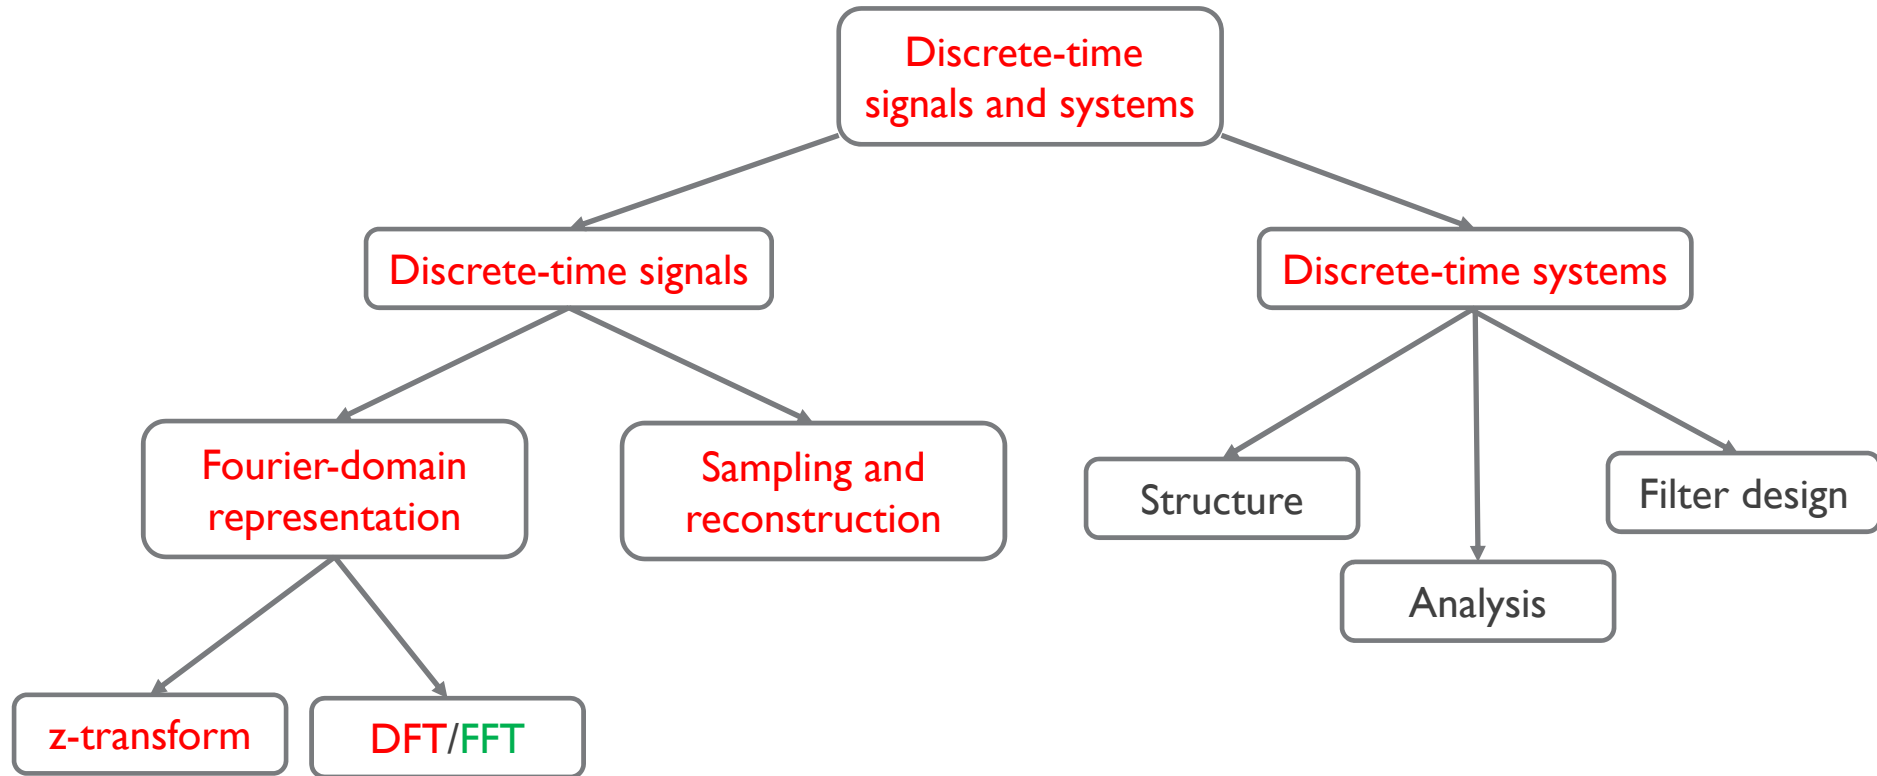 Discrete-time
signals and systems
Discrete-time signals
Discrete-time systems
Fourier-domain
representation
Sampling and
reconstruction
Structure
Filter design
Analysis
z-transform
DFT/FFT